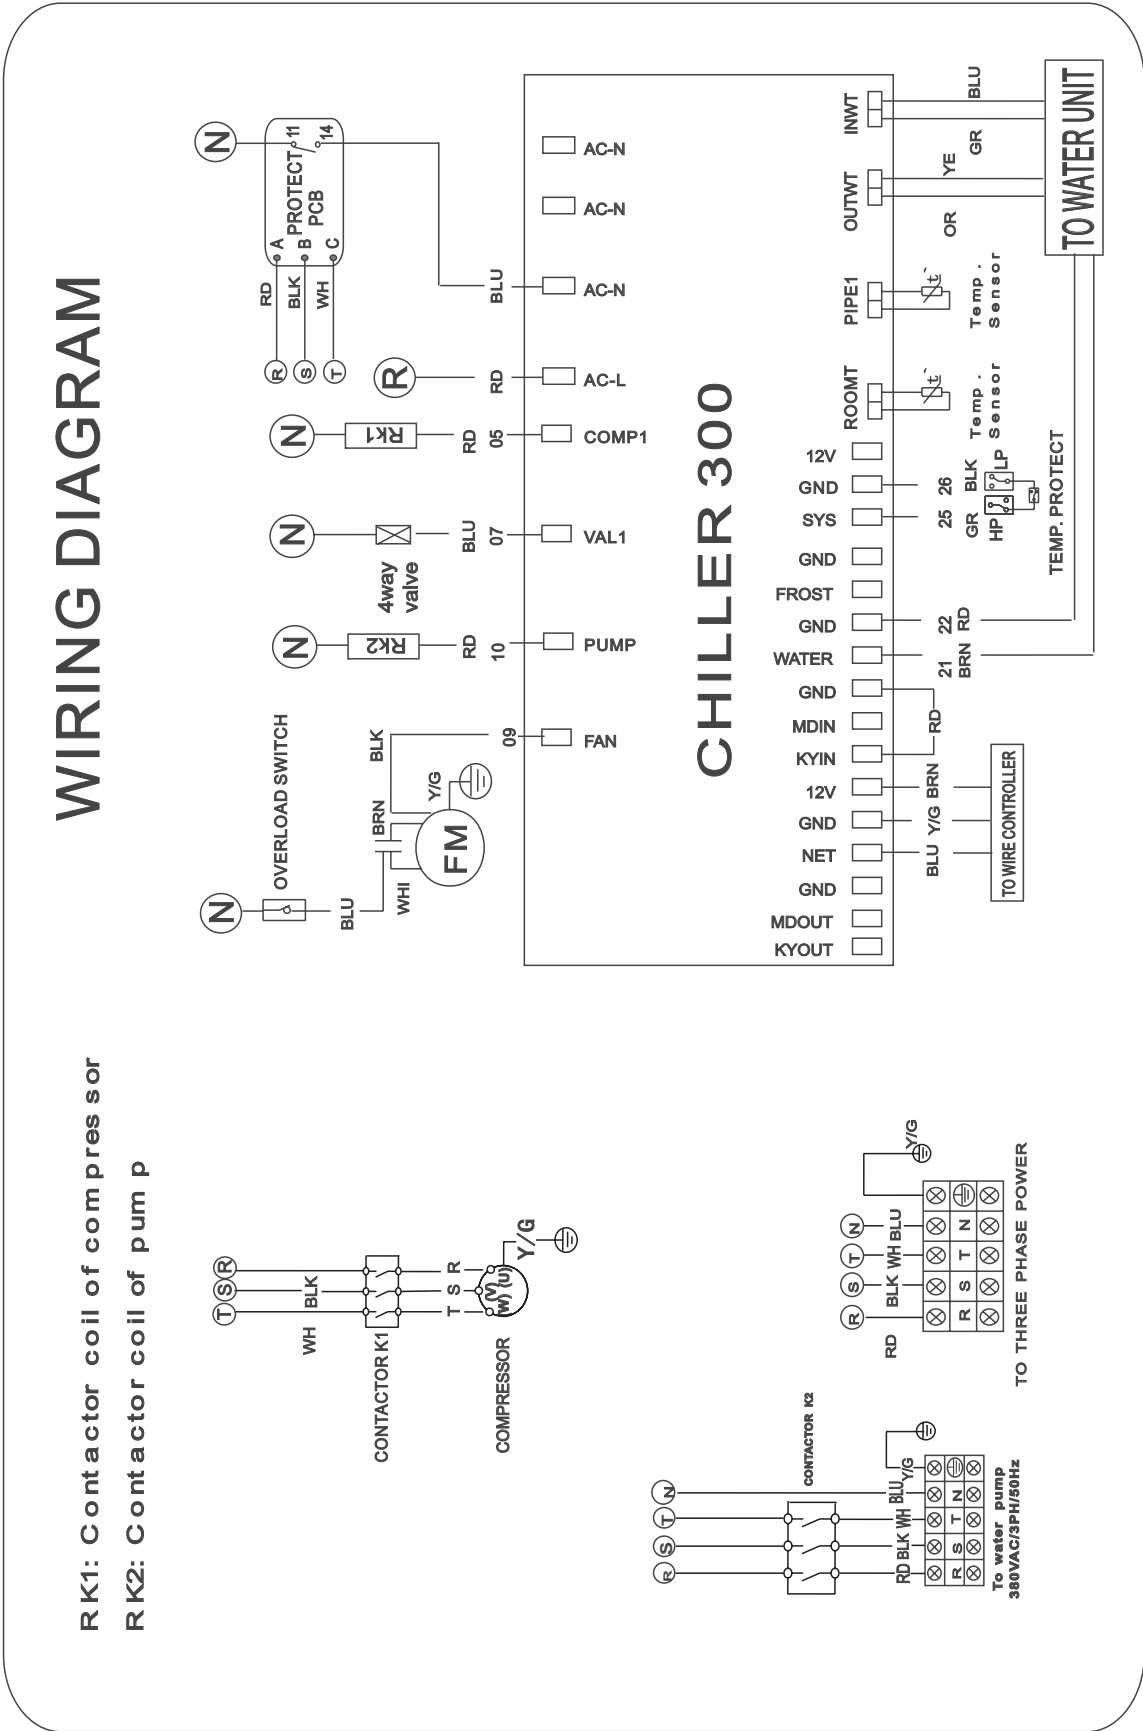 WIRING DIAGRAM
N
PROTECT
PCB
11
14
A
B
C
RD
BLK
WH
R
S
T
BLU
AC-N
AC-N
AC-N
R
RD
AC-L
N
Rk1
RD
05
COMP1
N
4way
valve
BLU
07
VAL1
N
Rk2
RD
10
PUMP
OVERLOAD SWITCH
N
BLU
BRN
WHI
BLK
Y/G
FM
09
FAN
CHILLER 300
INWT
BLU
GR
OUTWT
YE
OR
TO WATER UNIT
PIPE1
t°
Temp.
Sensor
ROOMT
t°
Temp.
Sensor
12V
GND
26
BLK
LP
SYS
25
GR
HP
TEMP. PROTECT
GND
FROST
GND
22
RD
WATER
21
BRN
GND
MDIN
RD
KYIN
12V
BRN
GND
Y/G
NET
BLU
TO WIRE CONTROLLER
GND
MDOUT
KYOUT
RK1: Contactor coil of compressor
RK2: Contactor coil of pump
R
S
T
BLK
WH
CONTACTOR K1
R
S
T
(U)
(V)
W)
Y/G
COMPRESSOR
Y/G
N
BLU
N
T
WH
T
S
BLK
S
R
RD
R
TO THREE PHASE POWER
CONTACTOR K2
N
T
S
R
Y/G
BLU
WH
BLK
RD
N
T
S
R
To water pump
380VAC/3PH/50Hz